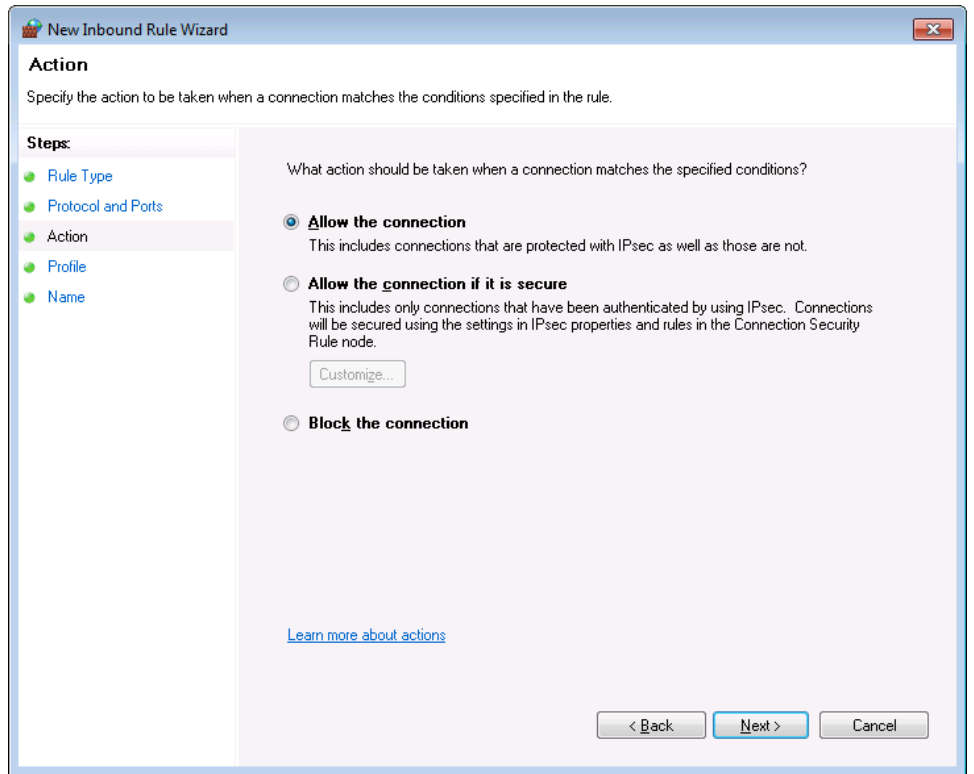 New Inbound Rule Wizard
Action
Specify the action to be taken when a connection matches the conditions specified in the rule.
Steps:
Rule Type
Protocol and Ports
Action
Profile
Name
What action should be taken when a connection matches the specified conditions?
Allow the connection
This includes connections that are protected with IPsec as well as those are not.
Allow the connection if it is secure
This includes only connections that have been authenticated by using IPsec. Connections
will be secured using the settings in IPsec properties and rules in the Connection Security
Rule node.
Customize...
Block the connection
Learn more about actions
< Back
Next >
Cancel